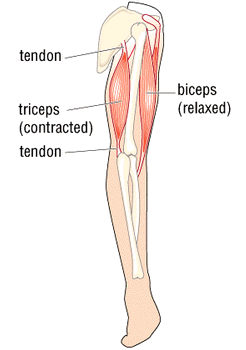 tendon
triceps
(contracted)
tendon
biceps
(relaxed)